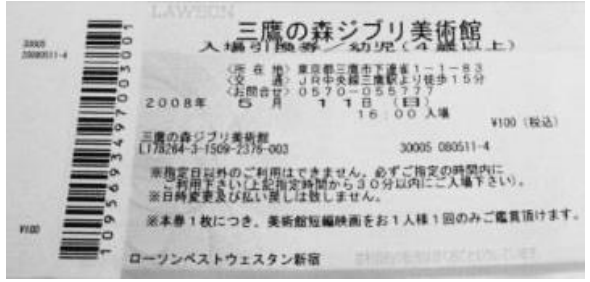 LAWSON
三鷹の森ジブリ美術館
入場引換券／幼児(4歳以上)
30005
20080511-4
〈所在地〉東京都三鷹市下連雀1-1-83
〈交通〉JR中央線三鷹駅より徒歩15分
〈お問合せ〉0570-055777
2008年 5月 11日（日）
16:00 入場
¥100（税込）
三鷹の森ジブリ美術館
L178264-3-1509-2376-003 30005 080511-4
※指定日以外のご利用はできません。必ずご指定の時間内に
ご利用下さい（上記指定時間から30分以内にご入場下さい）。
※日時変更及び払い戻しは致しません。
※本券1枚につき、美術館短編映画をお1人様1回のみご鑑賞頂けます。
¥100
1095693497003001
ローソンベストウェスタン新宿